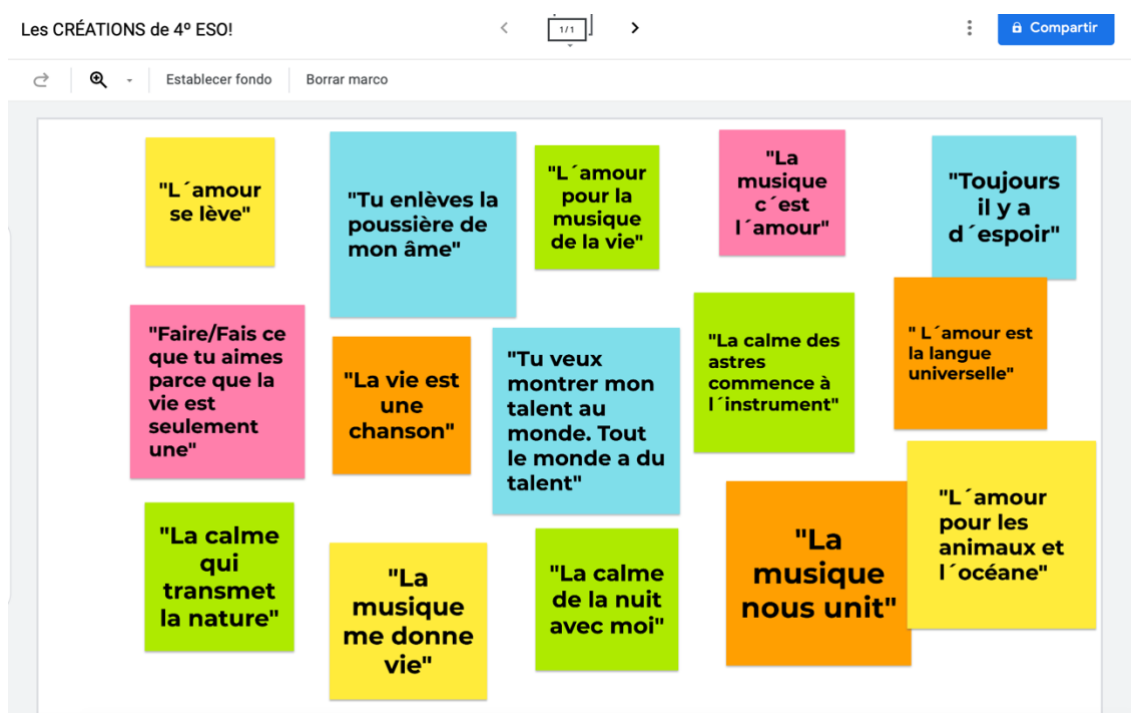 Les CRÉATIONS de 4º ESO!
1/1
Compartir
Establecer fondo
Borrar marco
"L´amour
se lève"
"Tu enlèves la
poussière de
mon âme"
"L´amour
pour la
musique
de la vie"
"La
musique
c´est
l´amour"
"Toujours
il y a
d´espoir"
"Faire/Fais ce
que tu aimes
parce que la
vie est
seulement
une"
"La vie est
une
chanson"
"Tu veux
montrer mon
talent au
monde. Tout
le monde a du
talent"
"La calme des
astres
commence à
l´instrument"
" L´amour est
la langue
universelle"
"La calme
qui
transmet
la nature"
"La
musique
me donne
vie"
"La calme
de la nuit
avec moi"
"La
musique
nous unit"
"L´amour
pour les
animaux et
l´océane"